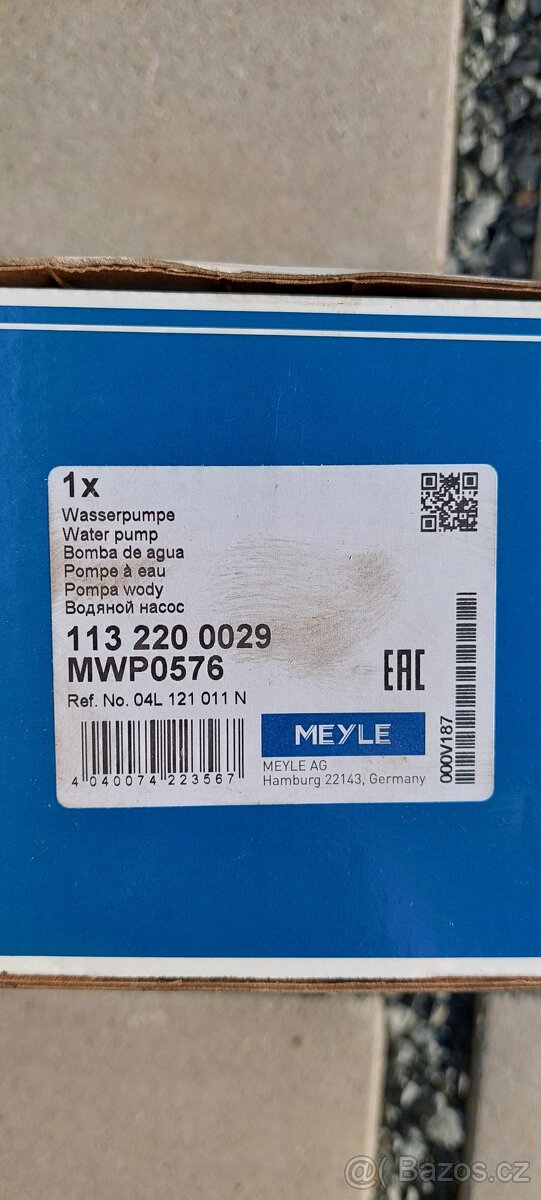 1x
Wasserpumpe
Water pump
Bomba de agua
Pompe à eau
Pompa wody
Водяной насос
113 220 0029
MWP0576
Ref. No. 04L 121 011 N
EAC
MEYLE
MEYLE AG
Hamburg 22143, Germany
4 040074 223567
000V187
@ Bazos.cz